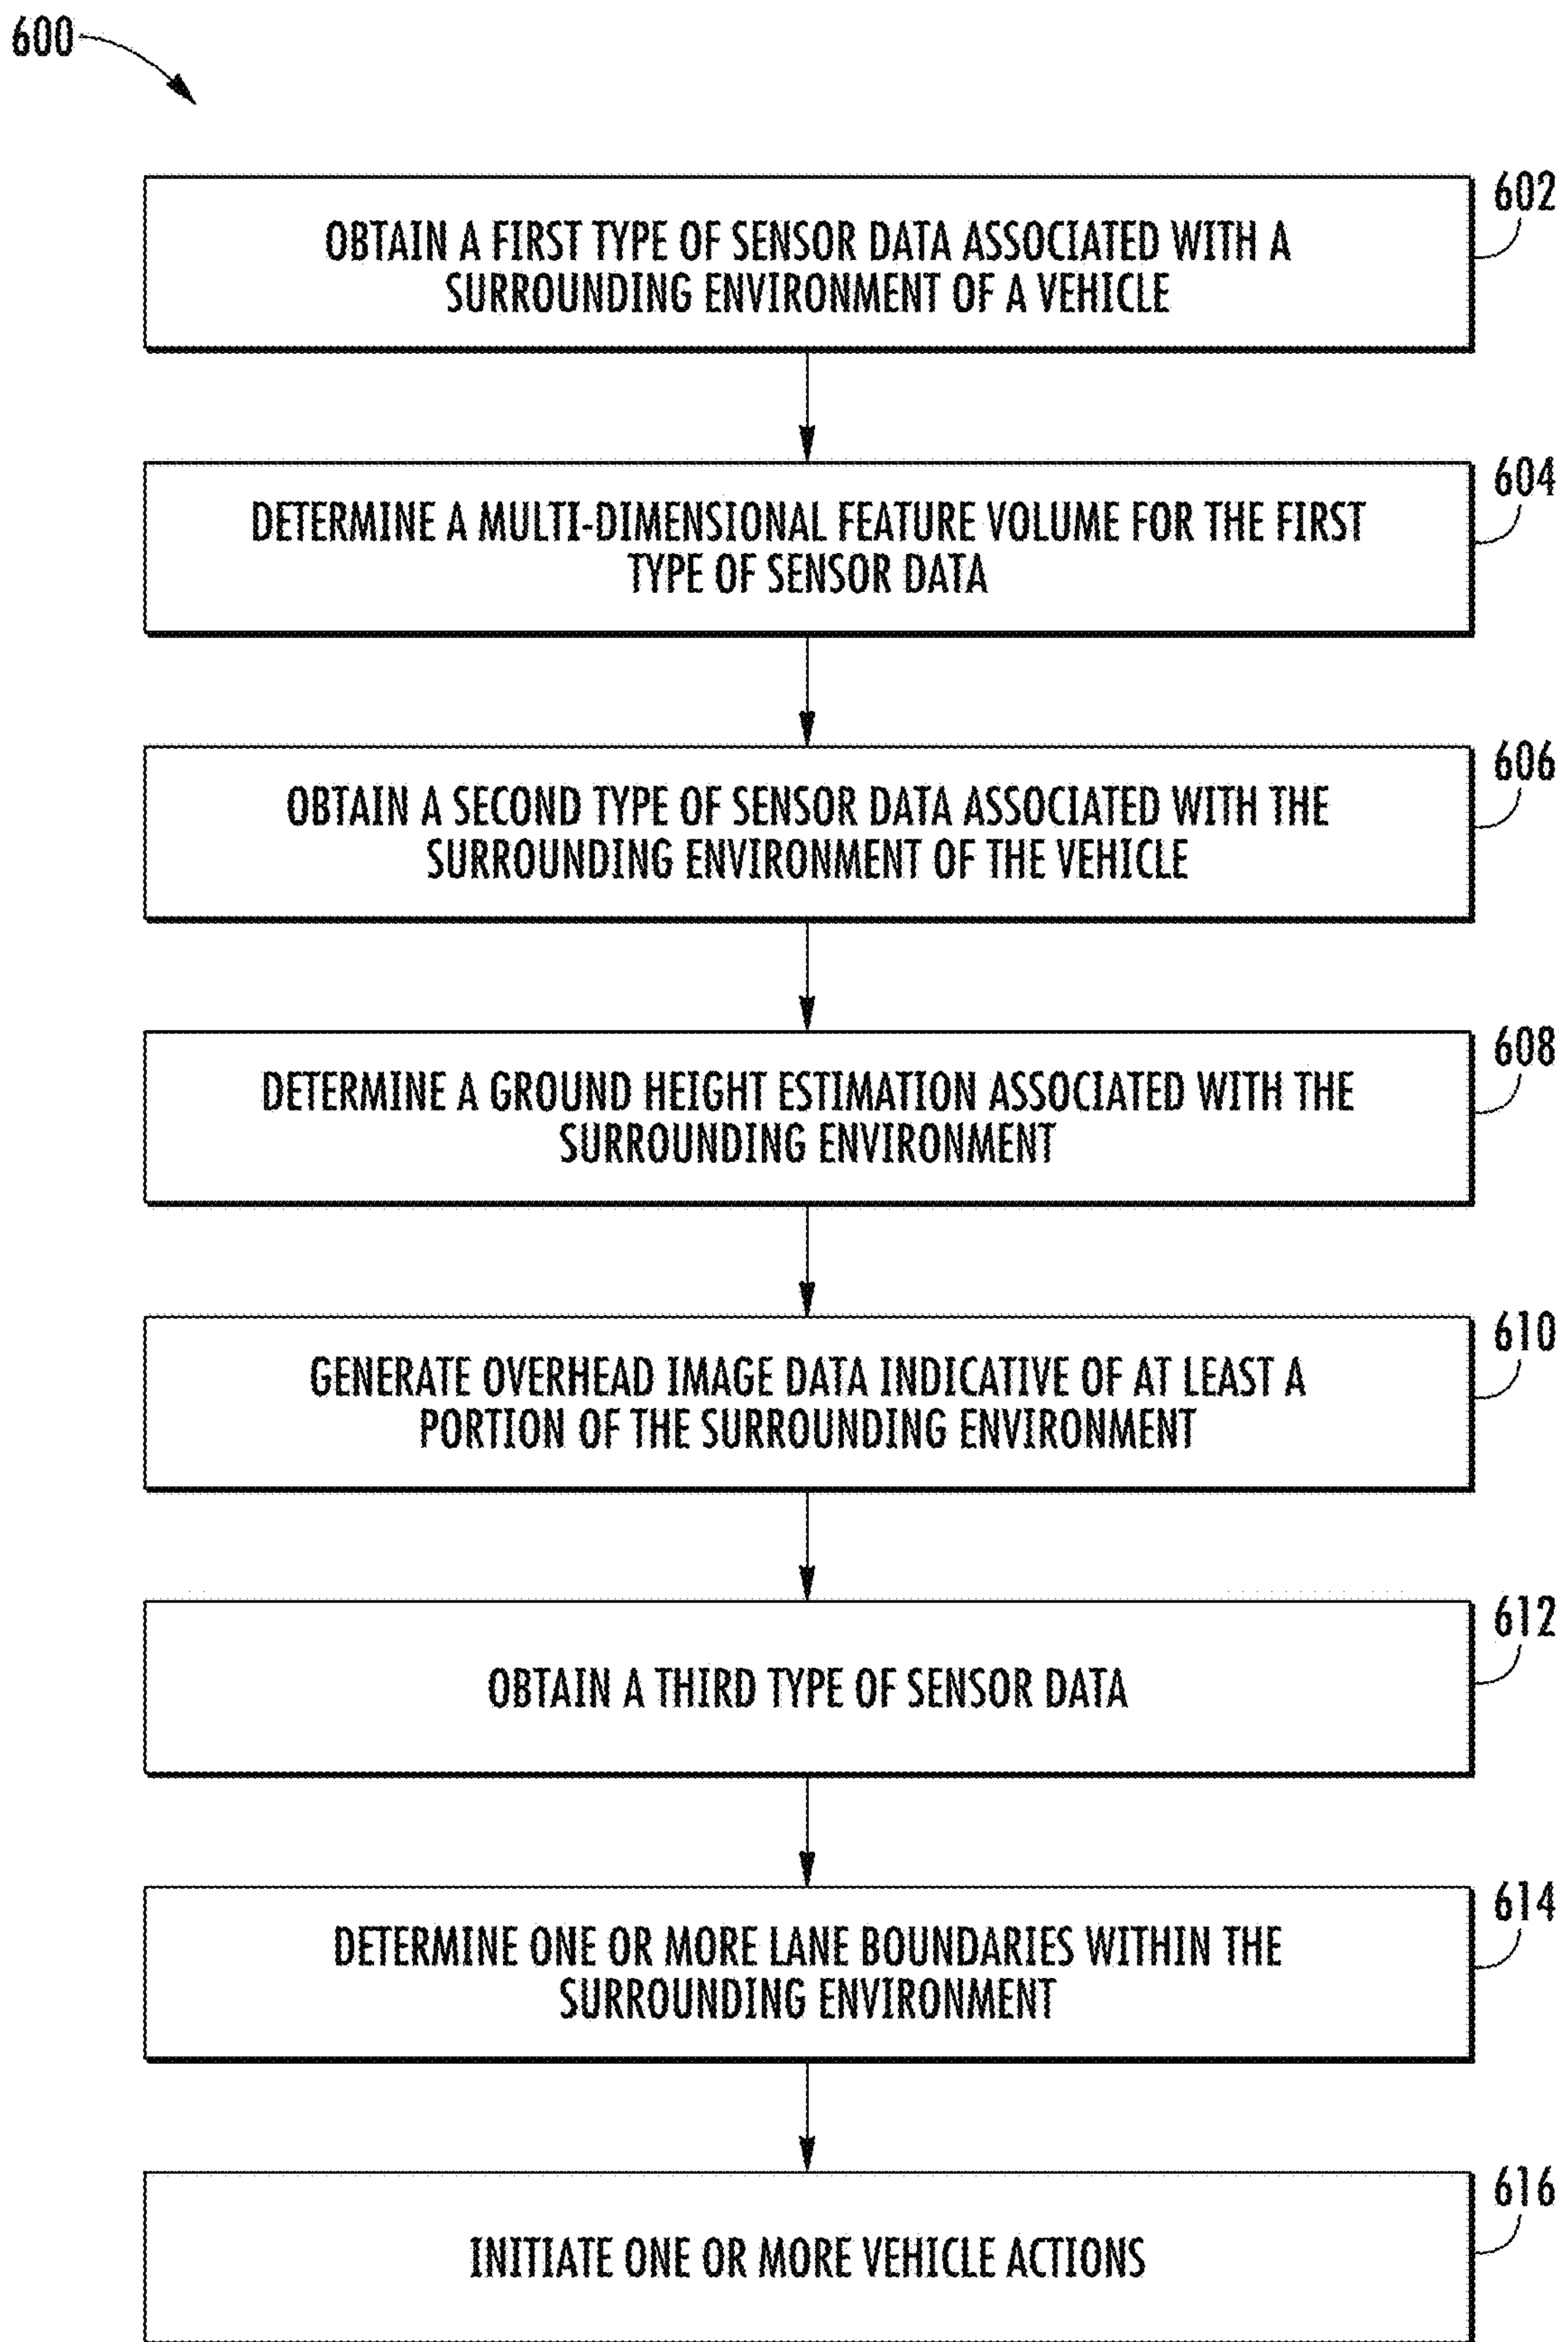 600
602
OBTAIN A FIRST TYPE OF SENSOR DATA ASSOCIATED WITH A
SURROUNDING ENVIRONMENT OF A VEHICLE
604
DETERMINE A MULTI-DIMENSIONAL FEATURE VOLUME FOR THE FIRST
TYPE OF SENSOR DATA
606
OBTAIN A SECOND TYPE OF SENSOR DATA ASSOCIATED WITH THE
SURROUNDING ENVIRONMENT OF THE VEHICLE
608
DETERMINE A GROUND HEIGHT ESTIMATION ASSOCIATED WITH THE
SURROUNDING ENVIRONMENT
610
GENERATE OVERHEAD IMAGE DATA INDICATIVE OF AT LEAST A
PORTION OF THE SURROUNDING ENVIRONMENT
612
OBTAIN A THIRD TYPE OF SENSOR DATA
614
DETERMINE ONE OR MORE LANE BOUNDARIES WITHIN THE
SURROUNDING ENVIRONMENT
616
INITIATE ONE OR MORE VEHICLE ACTIONS